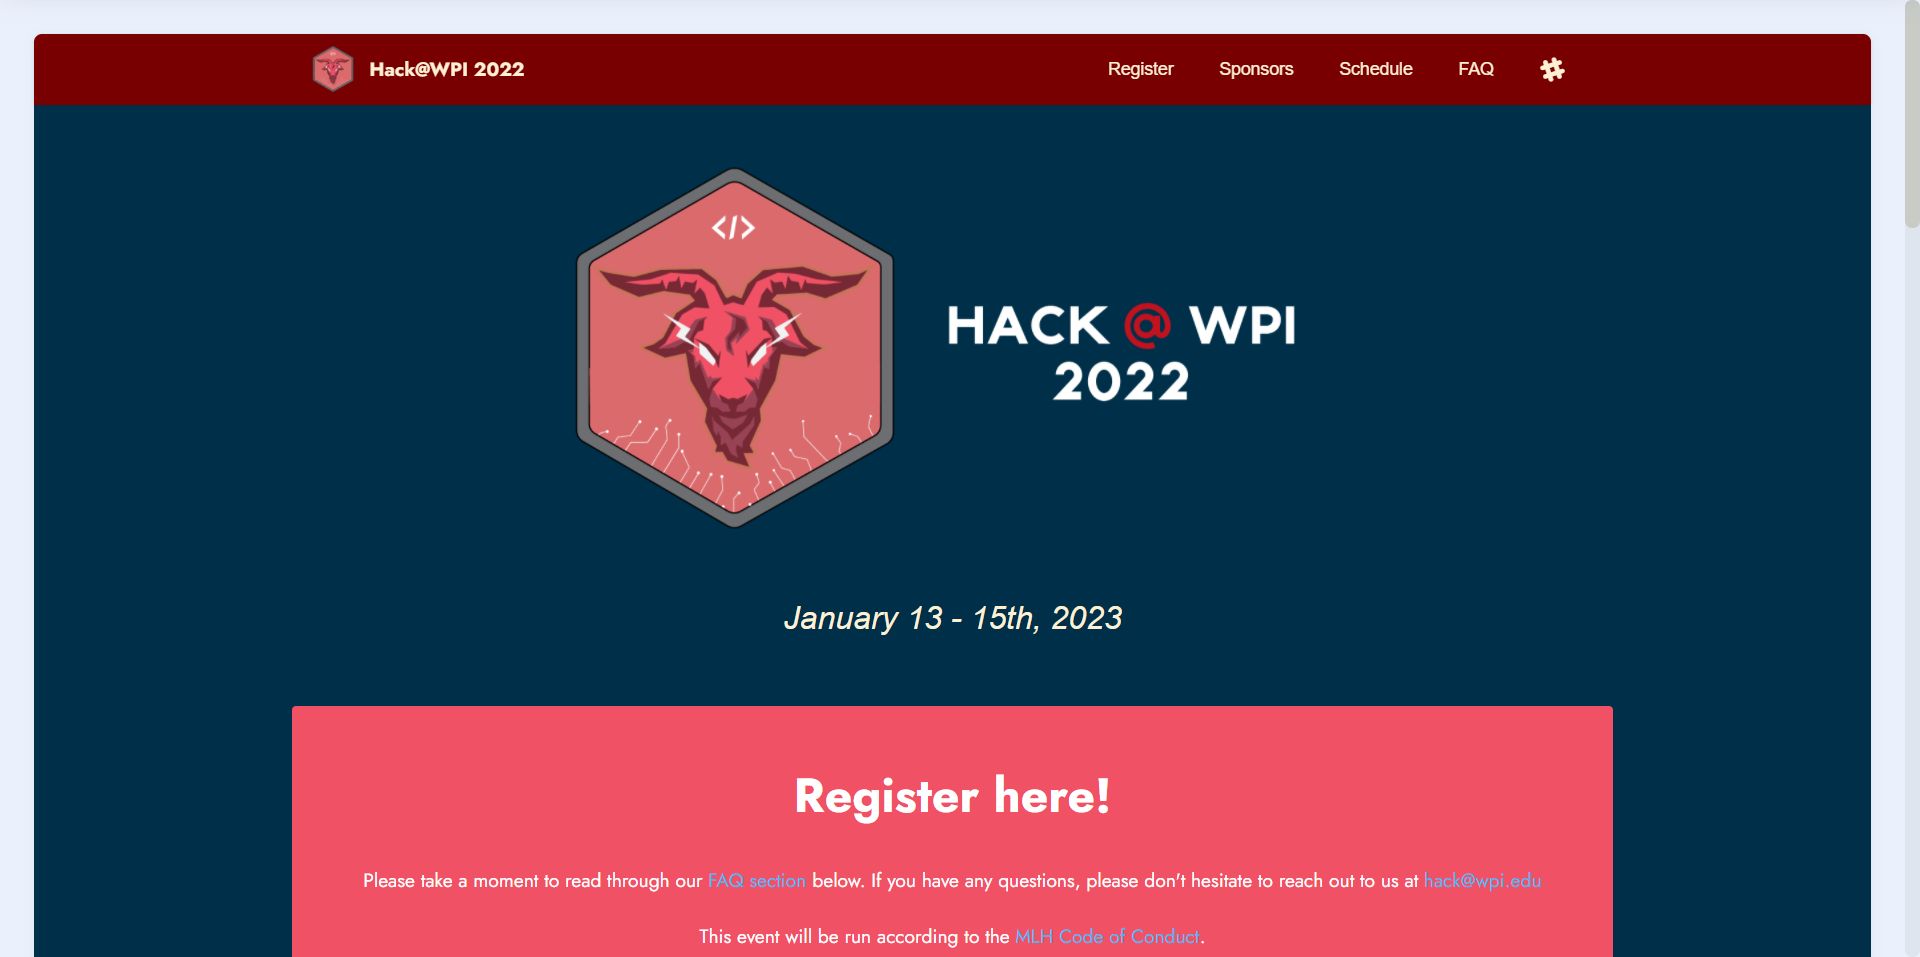 Hack@WPI 2022
Register
Sponsors
Schedule
FAQ
</>
HACK @ WPI
2022
January 13 - 15th, 2023
Register here!
Please take a moment to read through our FAQ section below. If you have any questions, please don't hesitate to reach out to us at hack@wpi.edu
This event will be run according to the MLH Code of Conduct.